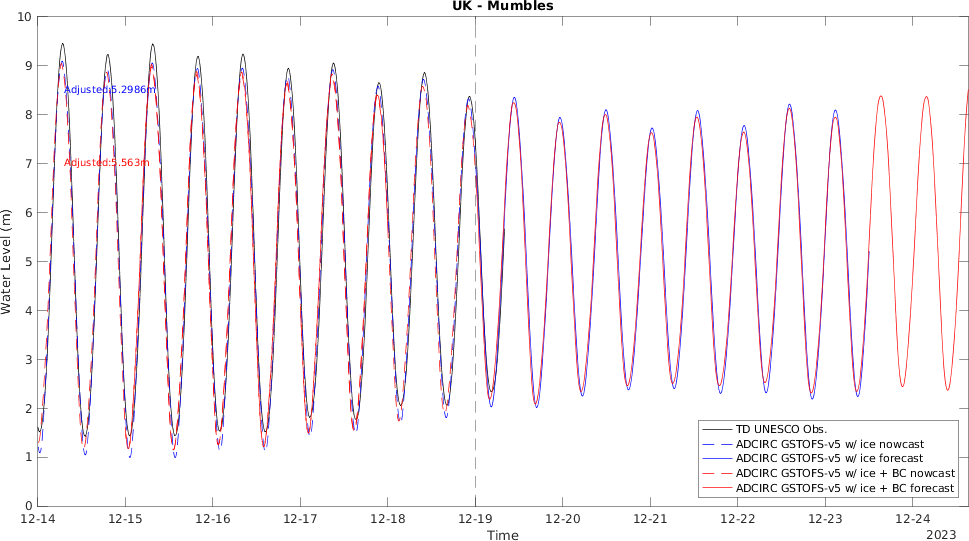 UK - Mumbles
10
9
8
7
6
5
4
3
2
1
0
Water Level (m)
Adjusted:5.2986m
Adjusted:5.563m
TD UNESCO Obs.
ADCIRC GSTOFS-v5 w/ ice nowcast
ADCIRC GSTOFS-v5 w/ ice forecast
ADCIRC GSTOFS-v5 w/ ice + BC nowcast
ADCIRC GSTOFS-v5 w/ ice + BC forecast
12-14 12-15 12-16 12-17 12-18 12-19 12-20 12-21 12-22 12-23 12-24
Time
2023